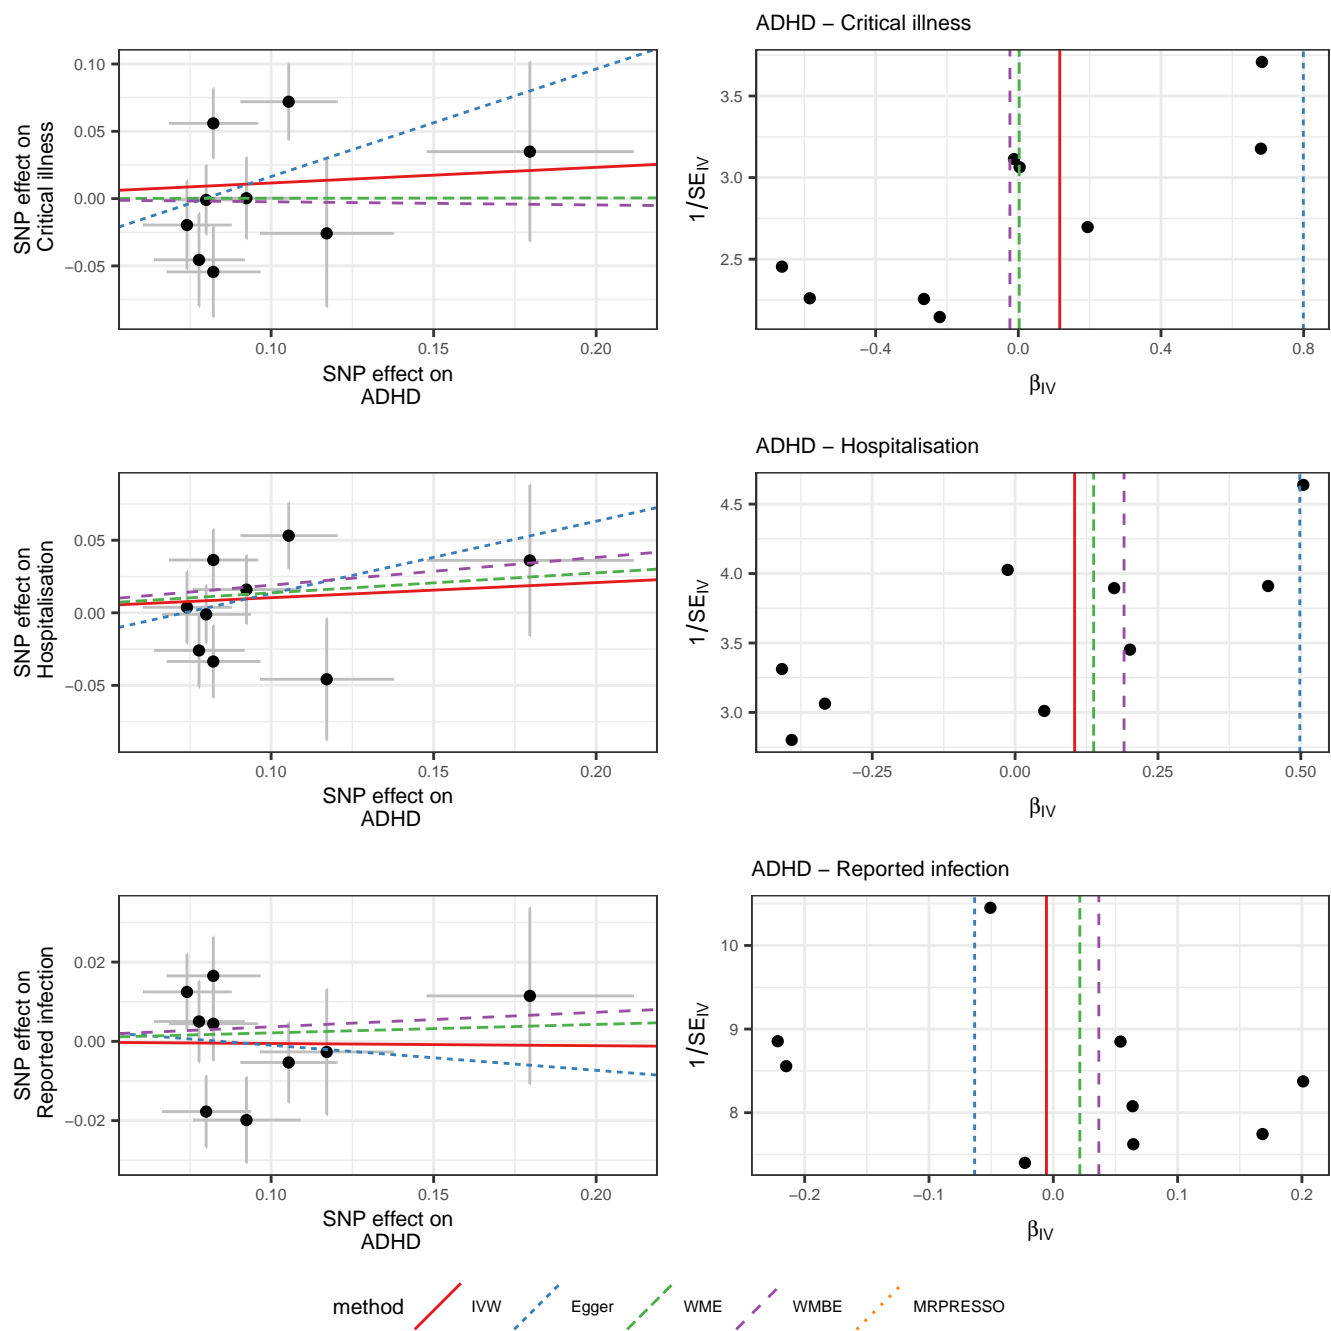 ADHD − Critical illness
SNP effect on
Critical illness
0.10
0.05
0.00
−0.05
0.10
0.15
0.20
SNP effect on
ADHD
1/SEIV
3.5
3.0
2.5
−0.4
0.0
0.4
0.8
βIV
ADHD − Hospitalisation
SNP effect on
Hospitalisation
0.05
0.00
−0.05
0.10
0.15
0.20
SNP effect on
ADHD
1/SEIV
4.5
4.0
3.5
3.0
−0.25
0.00
0.25
0.50
βIV
ADHD − Reported infection
SNP effect on
Reported infection
0.02
0.00
−0.02
0.10
0.15
0.20
SNP effect on
ADHD
1/SEIV
10
9
8
−0.2
−0.1
0.0
0.1
0.2
βIV
method IVW Egger WME WMBE MRPRESSO